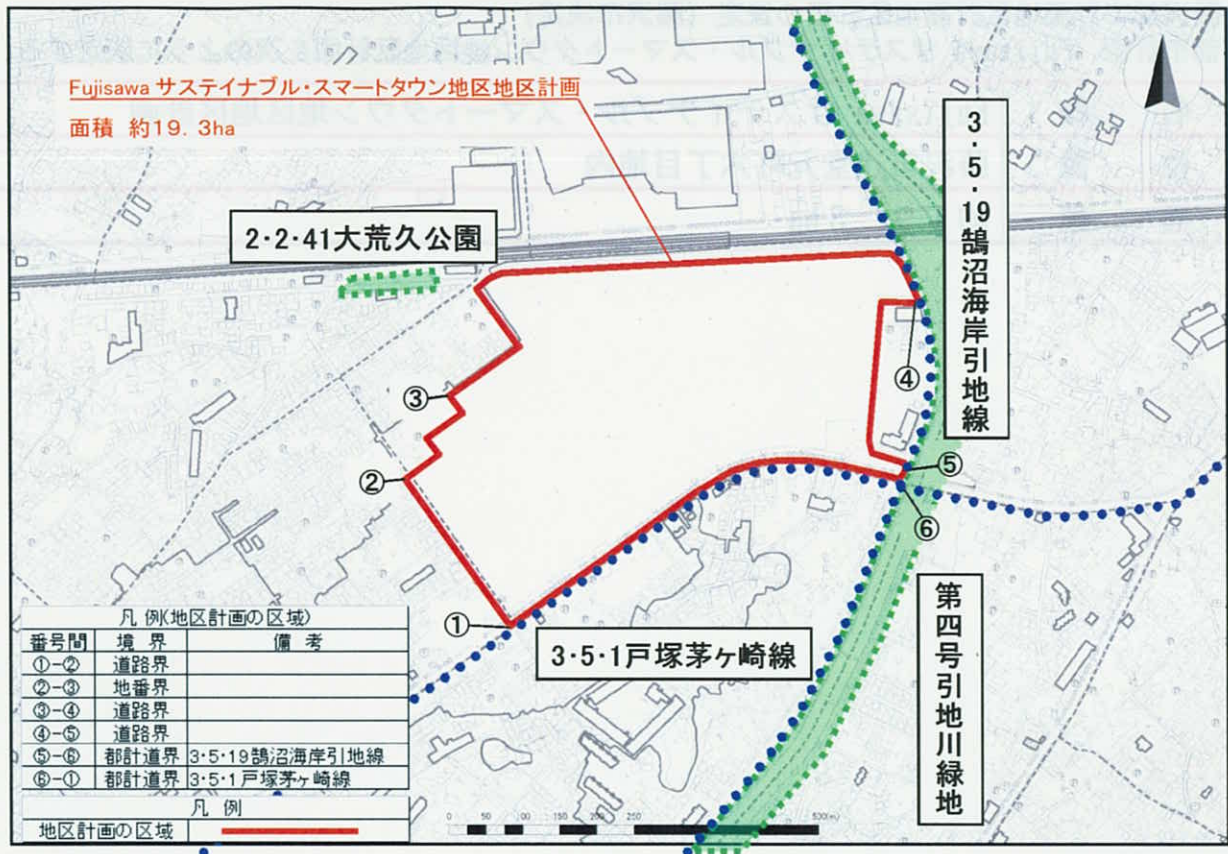 Fujisawa サステイナブル・スマートタウン地区地区計画
面積 約19.3ha
2・2・41大荒久公園
3・5・19鵠沼海岸引地線
③
④
②
⑤
⑥
①
3・5・1戸塚茅ヶ崎線
第四号引地川緑地
凡 例(地区計画の区域)
番号間 境 界 備 考
①-② 道路界
②-③ 地番界
③-④ 道路界
④-⑤ 道路界
⑤-⑥ 都計道界 3・5・19鵠沼海岸引地線
⑥-① 都計道界 3・5・1戸塚茅ヶ崎線
凡 例
地区計画の区域
0 50 100 150 200 250 500(m)